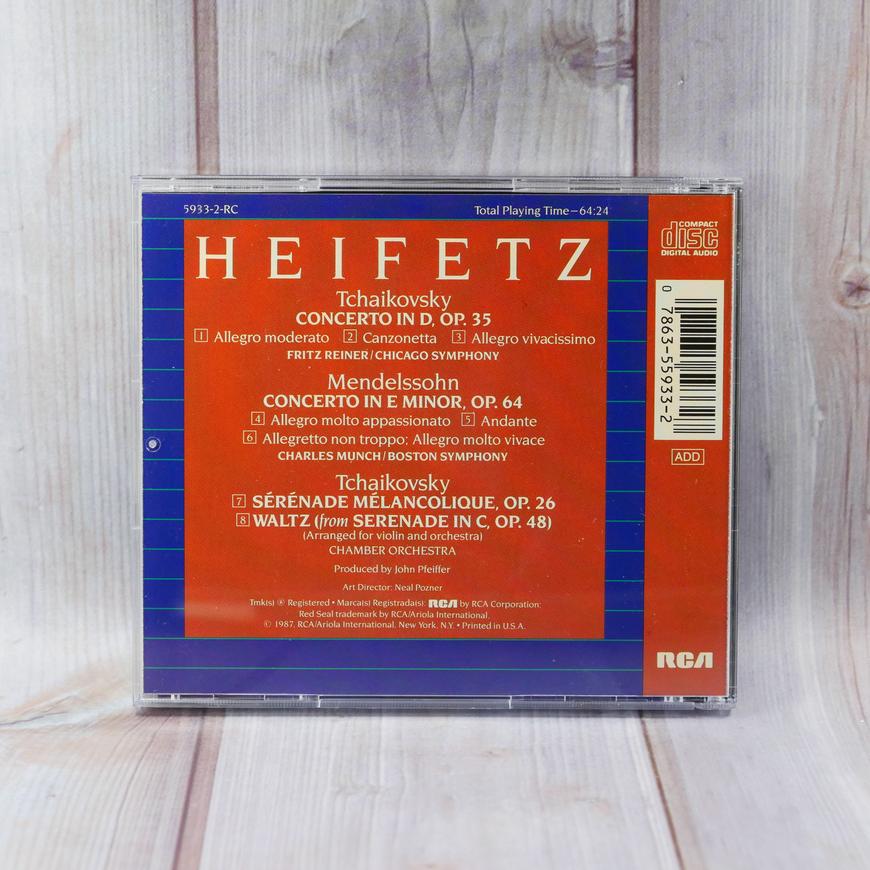 5933-2-RC
Total Playing Time—64:24
HEIFETZ
Tchaikovsky
CONCERTO IN D, OP. 35
1 Allegro moderato 2 Canzonetta 3 Allegro vivacissimo
FRITZ REINER/CHICAGO SYMPHONY
Mendelssohn
CONCERTO IN E MINOR, OP. 64
4 Allegro molto appassionato 5 Andante
6 Allegretto non troppo; Allegro molto vivace
CHARLES MUNCH/BOSTON SYMPHONY
Tchaikovsky
7 SÉRÉNADE MÉLANCOLIQUE, OP. 26
8 WALTZ (from SERENADE IN C, OP. 48)
(Arranged for violin and orchestra)
CHAMBER ORCHESTRA
Produced by John Pfeiffer
Art Director: Neal Pozner
Tmk(s) ® Registered • Marca(s) Registrada(s) RCA by RCA Corporation;
Red Seal trademark by RCA/Ariola International.
© 1987, RCA/Ariola International, New York, N.Y. • Printed in U.S.A.
COMPACT
disc
DIGITAL AUDIO
0 7863-55933-2
ADD
RCA